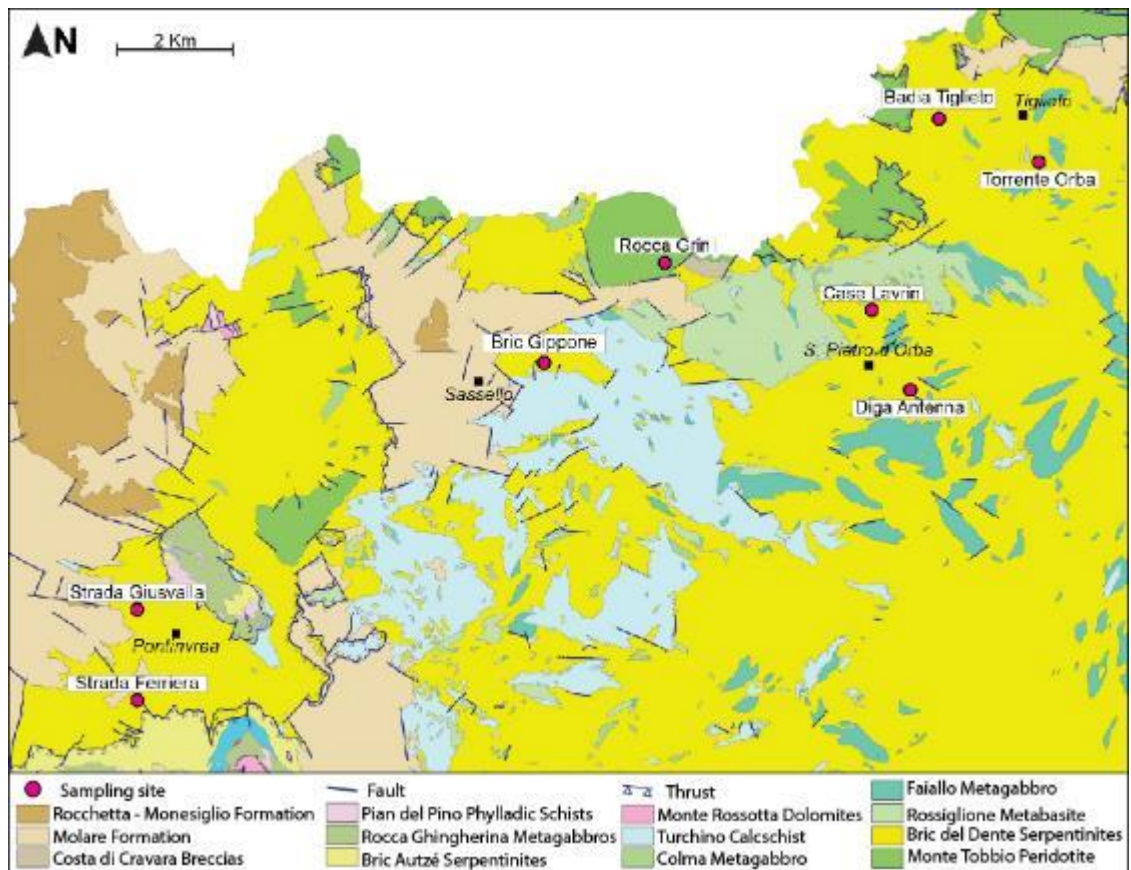 N
2 Km
Badia Tiglieto
Tiglieto
Torrente Orba
Rocca Grin
Case Lavrin
Bric Gippone
S. Pietro d'Orba
Sassello
Diga Antenna
Strada Giusvalla
Pontinvrea
Strada Ferriera
Sampling site
Fault
Thrust
Faiallo Metagabbro
Rocchetta - Monesiglio Formation
Pian del Pino Phylladic Schists
Monte Rossotta Dolomites
Rossiglione Metabasite
Molare Formation
Rocca Ghingherina Metagabbros
Turchino Calcschist
Bric del Dente Serpentinites
Costa di Cravara Breccias
Bric Autzé Serpentinites
Colma Metagabbro
Monte Tobbio Peridotite